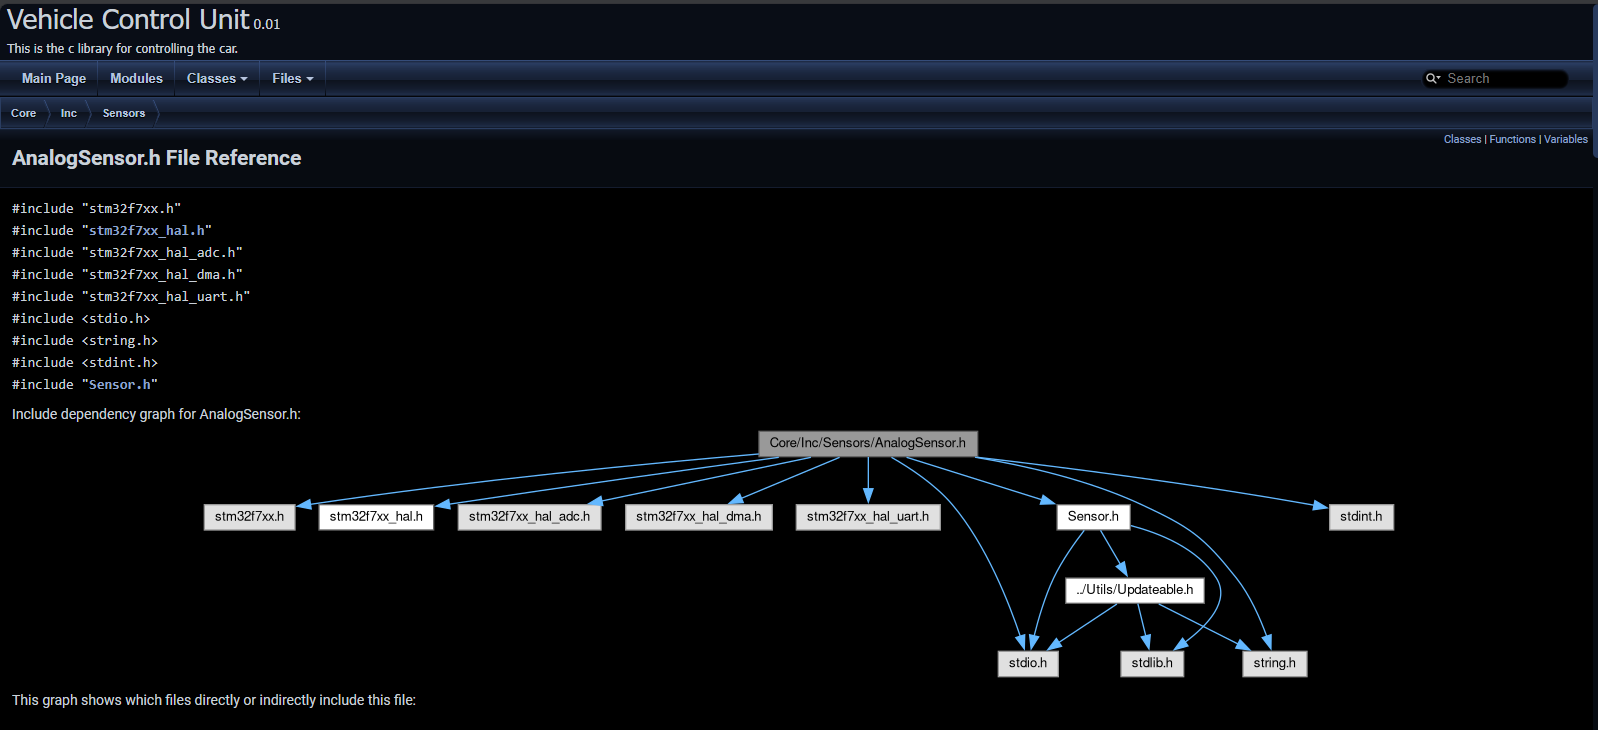 Vehicle Control Unit 0.01
This is the c library for controlling the car.
Main Page Modules Classes Files Search
Core Inc Sensors
Classes | Functions | Variables
AnalogSensor.h File Reference
#include "stm32f7xx.h"
#include "stm32f7xx_hal.h"
#include "stm32f7xx_hal_adc.h"
#include "stm32f7xx_hal_dma.h"
#include "stm32f7xx_hal_uart.h"
#include <stdio.h>
#include <string.h>
#include <stdint.h>
#include "Sensor.h"
Include dependency graph for AnalogSensor.h:
Core/Inc/Sensors/AnalogSensor.h
stm32f7xx.h stm32f7xx_hal.h stm32f7xx_hal_adc.h stm32f7xx_hal_dma.h stm32f7xx_hal_uart.h Sensor.h stdint.h
../Utils/Updateable.h
stdio.h stdlib.h string.h
This graph shows which files directly or indirectly include this file: